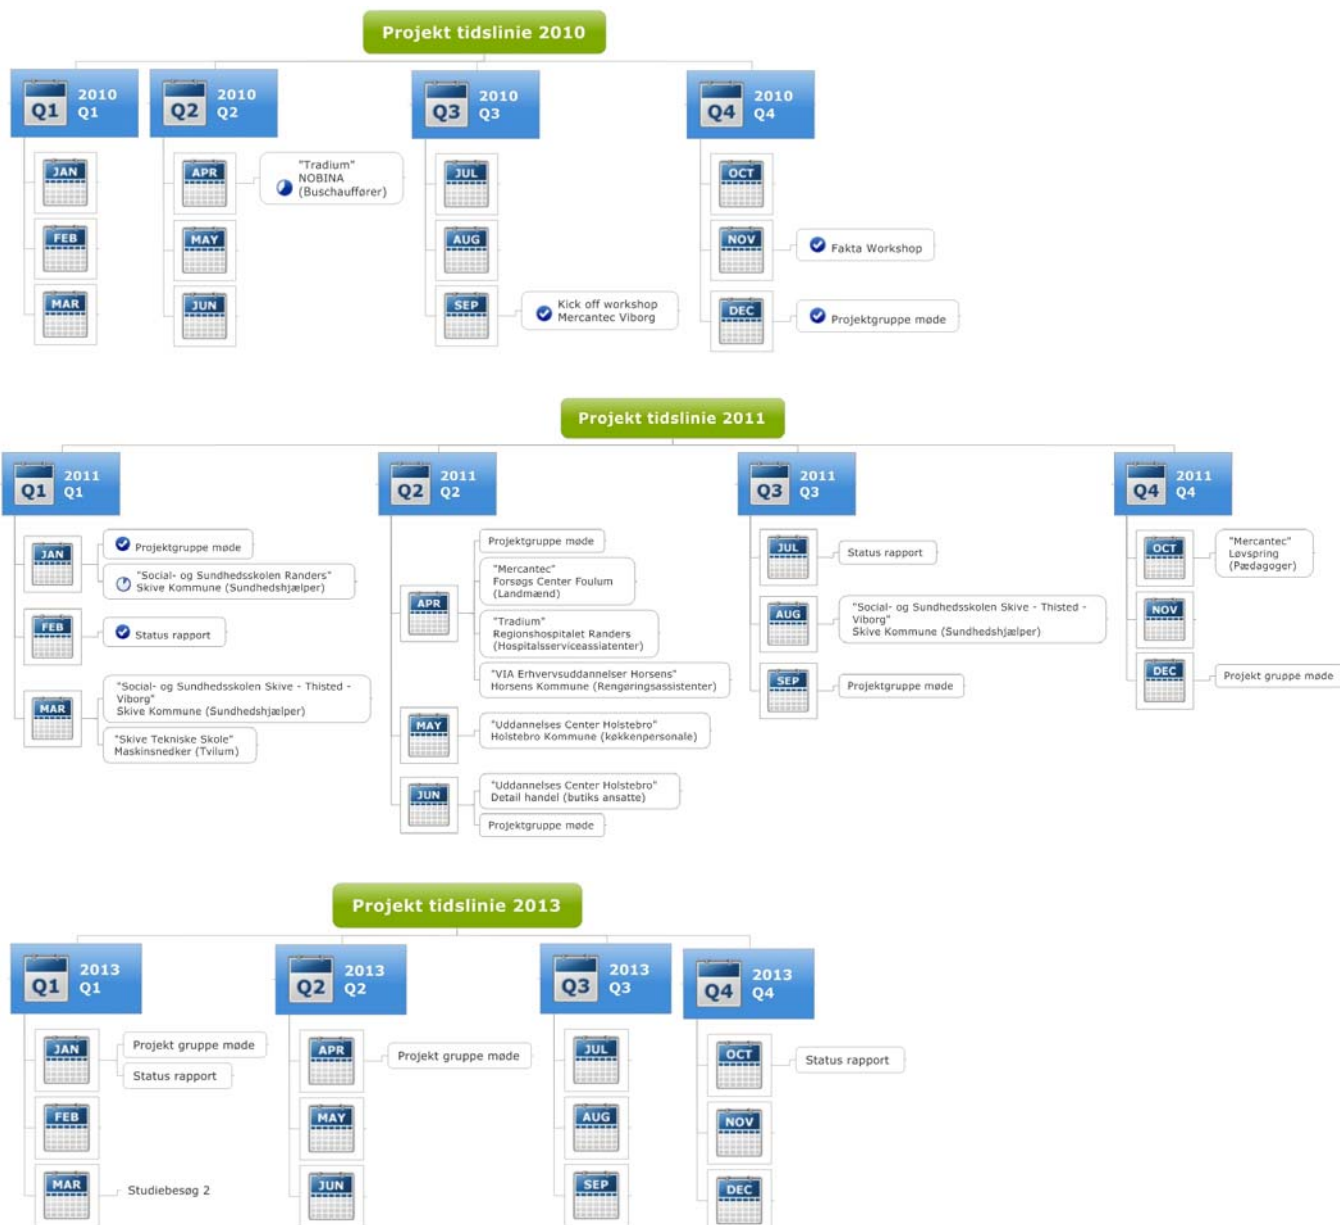 Projekt tidslinie 2010
Q1
2010
Q1
JAN
FEB
MAR
Q2
2010
Q2
APR
"Tradium"
NOBINA
(Buschauffører)
MAY
JUN
Q3
2010
Q3
JUL
AUG
SEP
Kick off workshop
Mercantec Viborg
Q4
2010
Q4
OCT
NOV
Fakta Workshop
DEC
Projektgruppe møde
Projekt tidslinie 2011
Q1
2011
Q1
JAN
Projektgruppe møde
"Social- og Sundhedsskolen Randers"
Skive Kommune (Sundhedshjælper)
FEB
Status rapport
MAR
"Social- og Sundhedsskolen Skive - Thisted -
Viborg"
Skive Kommune (Sundhedshjælper)
"Skive Tekniske Skole"
Maskinsnedker (Tvilum)
Q2
2011
Q2
APR
Projektgruppe møde
"Mercantec"
Forsøgs Center Foulum
(Landmænd)
"Tradium"
Regionshospitalet Randers
(Hospitalsserviceassiatenter)
"VIA Erhvervsuddannelser Horsens"
Horsens Kommune (Rengøringsassistenter)
MAY
"Uddannelses Center Holstebro"
Holstebro Kommune (køkkenpersonale)
JUN
"Uddannelses Center Holstebro"
Detail handel (butiks ansatte)
Projektgruppe møde
Q3
2011
Q3
JUL
Status rapport
AUG
"Social- og Sundhedsskolen Skive - Thisted -
Viborg"
Skive Kommune (Sundhedshjælper)
SEP
Projektgruppe møde
Q4
2011
Q4
OCT
"Mercantec"
Løvspring
(Pædagoger)
NOV
DEC
Projekt gruppe møde
Projekt tidslinie 2013
Q1
2013
Q1
JAN
Projekt gruppe møde
Status rapport
FEB
MAR
Studiebesøg 2
Q2
2013
Q2
APR
Projekt gruppe møde
MAY
JUN
Q3
2013
Q3
JUL
AUG
SEP
Q4
2013
Q4
OCT
Status rapport
NOV
DEC